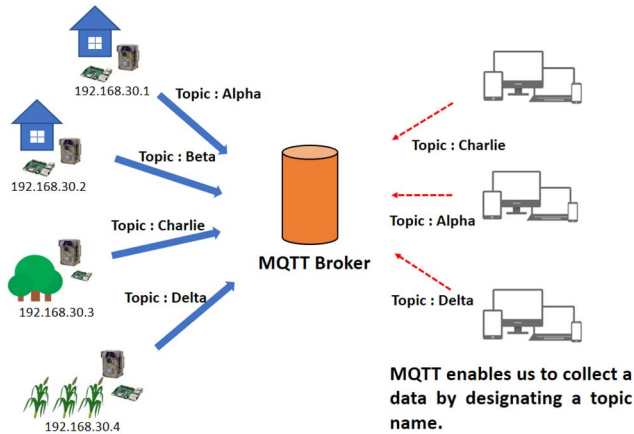 192.168.30.1
Topic : Alpha
192.168.30.2
Topic : Beta
192.168.30.3
Topic : Charlie
192.168.30.4
Topic : Delta
MQTT Broker
Topic : Charlie
Topic : Alpha
Topic : Delta
MQTT enables us to collect a
data by designating a topic
name.